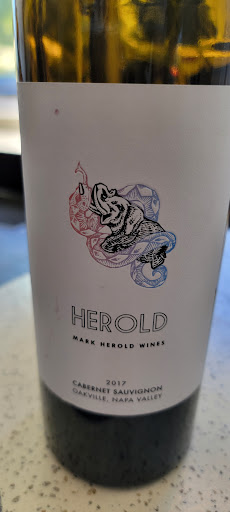 HEROLD
MARK HEROLD WINES
2017
CABERNET SAUVIGNON
OAKVILLE, NAPA VALLEY